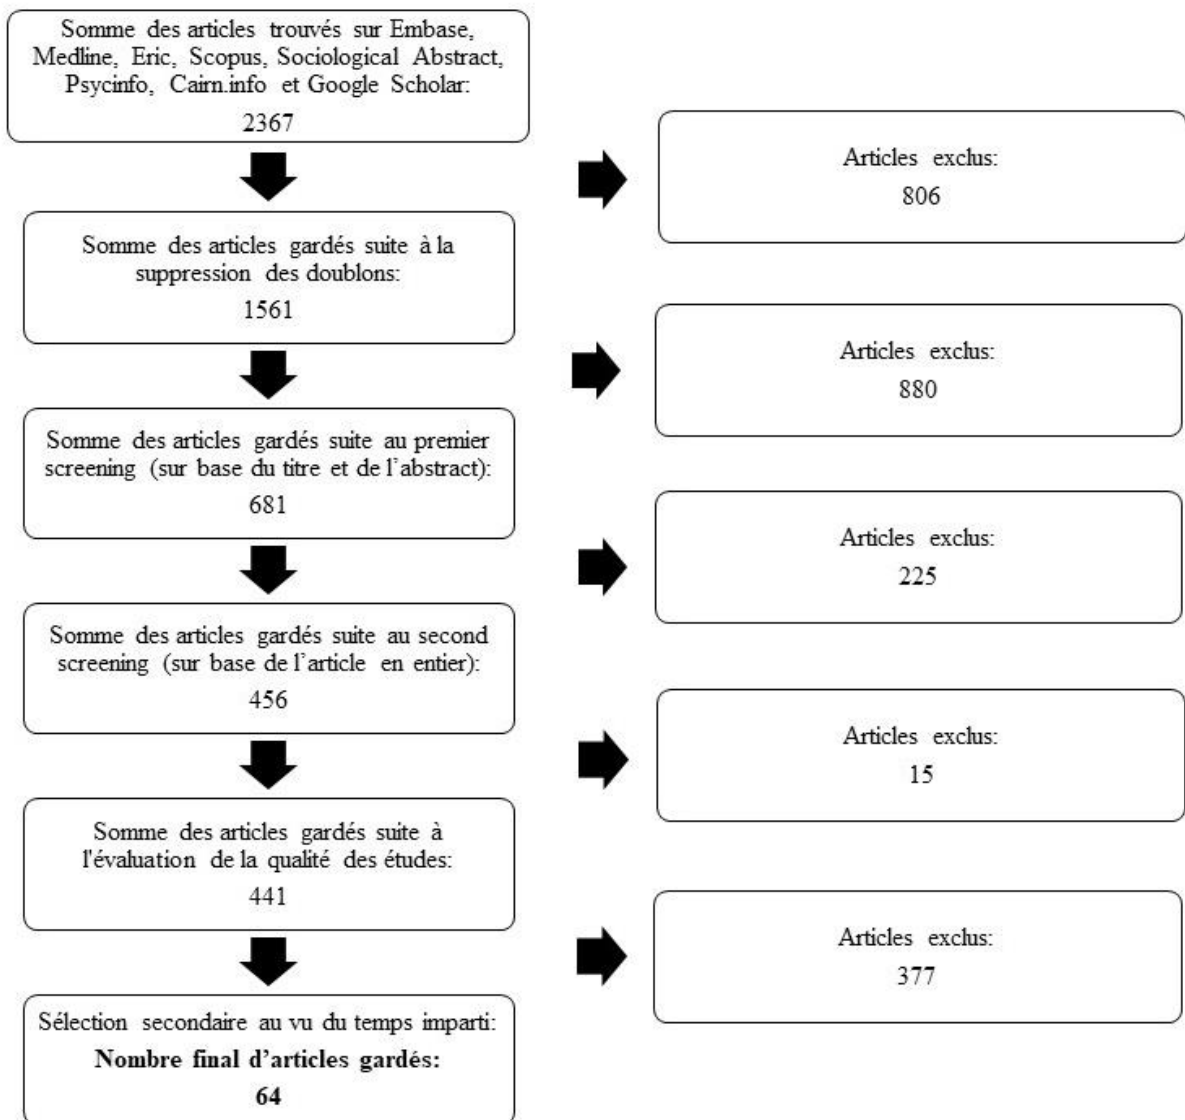 Somme des articles trouvés sur Embase,
Medline, Eric, Scopus, Sociological Abstract,
Psycinfo, Cairn.info et Google Scholar:
2367
Articles exclus:
806
Somme des articles gardés suite à la
suppression des doublons:
1561
Articles exclus:
880
Somme des articles gardés suite au premier
screening (sur base du titre et de l'abstract):
681
Articles exclus:
225
Somme des articles gardés suite au second
screening (sur base de l'article en entier):
456
Articles exclus:
15
Somme des articles gardés suite à
l'évaluation de la qualité des études:
441
Articles exclus:
377
Sélection secondaire au vu du temps imparti:
Nombre final d'articles gardés:
64